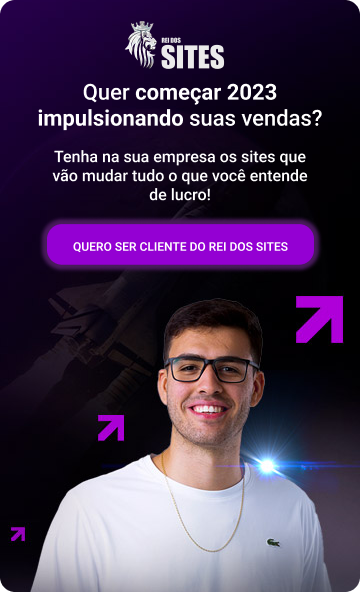 REI DOS
SITES
Quer começar 2023
impulsionando suas vendas?
Tenha na sua empresa os sites que
vão mudar tudo o que você entende
de lucro!
QUERO SER CLIENTE DO REI DOS SITES